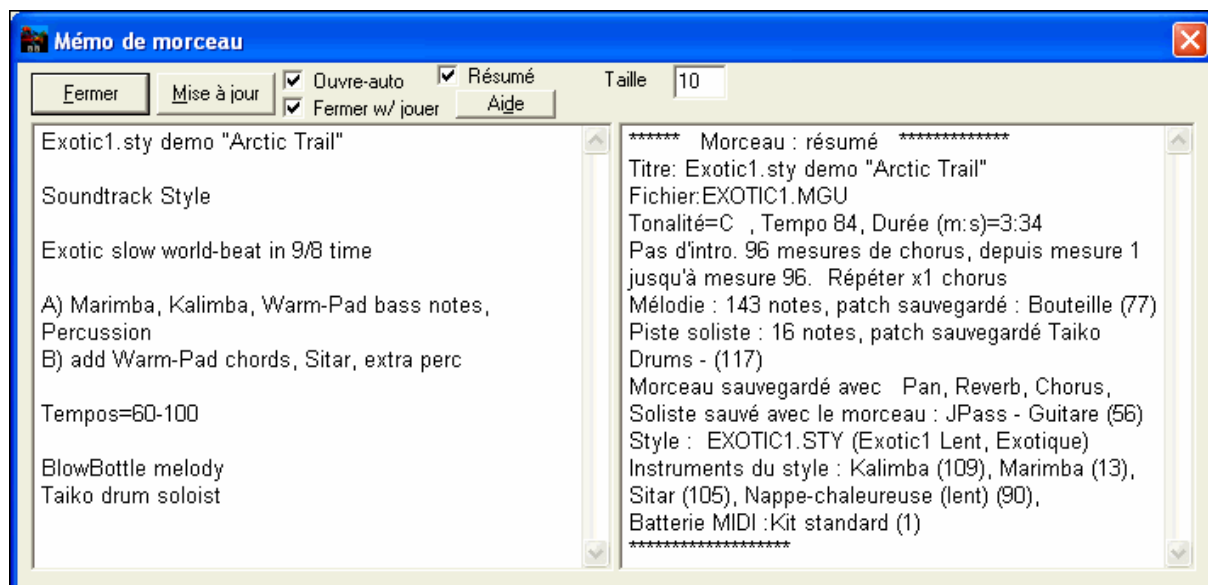 Mémo de morceau
Fermer
Mise à jour
Ouvre-auto
Résumé
Fermer w/ jouer
Aide
Taille 10
Exotic1.sty demo "Arctic Trail"
Soundtrack Style
Exotic slow world-beat in 9/8 time
A) Marimba, Kalimba, Warm-Pad bass notes,
Percussion
B) add Warm-Pad chords, Sitar, extra perc
Tempos=60-100
BlowBottle melody
Taiko drum soloist
****** Morceau : résumé *************
Titre: Exotic1.sty demo "Arctic Trail"
Fichier:EXOTIC1.MGU
Tonalité=C , Tempo 84, Durée (m:s)=3:34
Pas d'intro. 96 mesures de chorus, depuis mesure 1
jusqu'à mesure 96. Répéter x1 chorus
Mélodie : 143 notes, patch sauvegardé : Bouteille (77)
Piste soliste : 16 notes, patch sauvegardé Taiko
Drums - (117)
Morceau sauvegardé avec Pan, Reverb, Chorus,
Soliste sauvé avec le morceau : JPass - Guitare (56)
Style : EXOTIC1.STY (Exotic1 Lent, Exotique)
Instruments du style : Kalimba (109), Marimba (13),
Sitar (105), Nappe-chaleureuse (lent) (90),
Batterie MIDI :Kit standard (1)
*******************